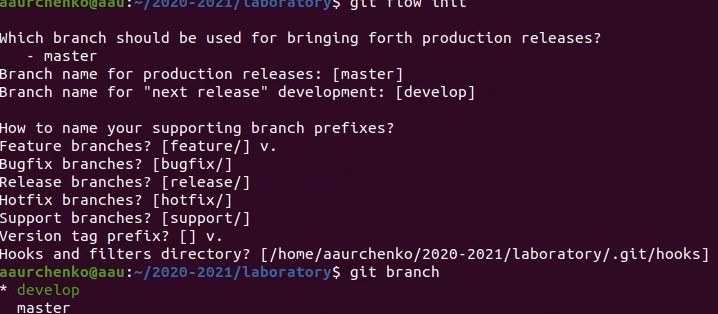 aaurchenko@aau:~/2020-2021/laboratory$ git flow init
Which branch should be used for bringing forth production releases?
   - master
Branch name for production releases: [master]
Branch name for "next release" development: [develop]
How to name your supporting branch prefixes?
Feature branches? [feature/] v.
Bugfix branches? [bugfix/]
Release branches? [release/]
Hotfix branches? [hotfix/]
Support branches? [support/]
Version tag prefix? [] v.
Hooks and filters directory? [/home/aaurchenko/2020-2021/laboratory/.git/hooks]
aaurchenko@aau:~/2020-2021/laboratory$ git branch
* develop
  master